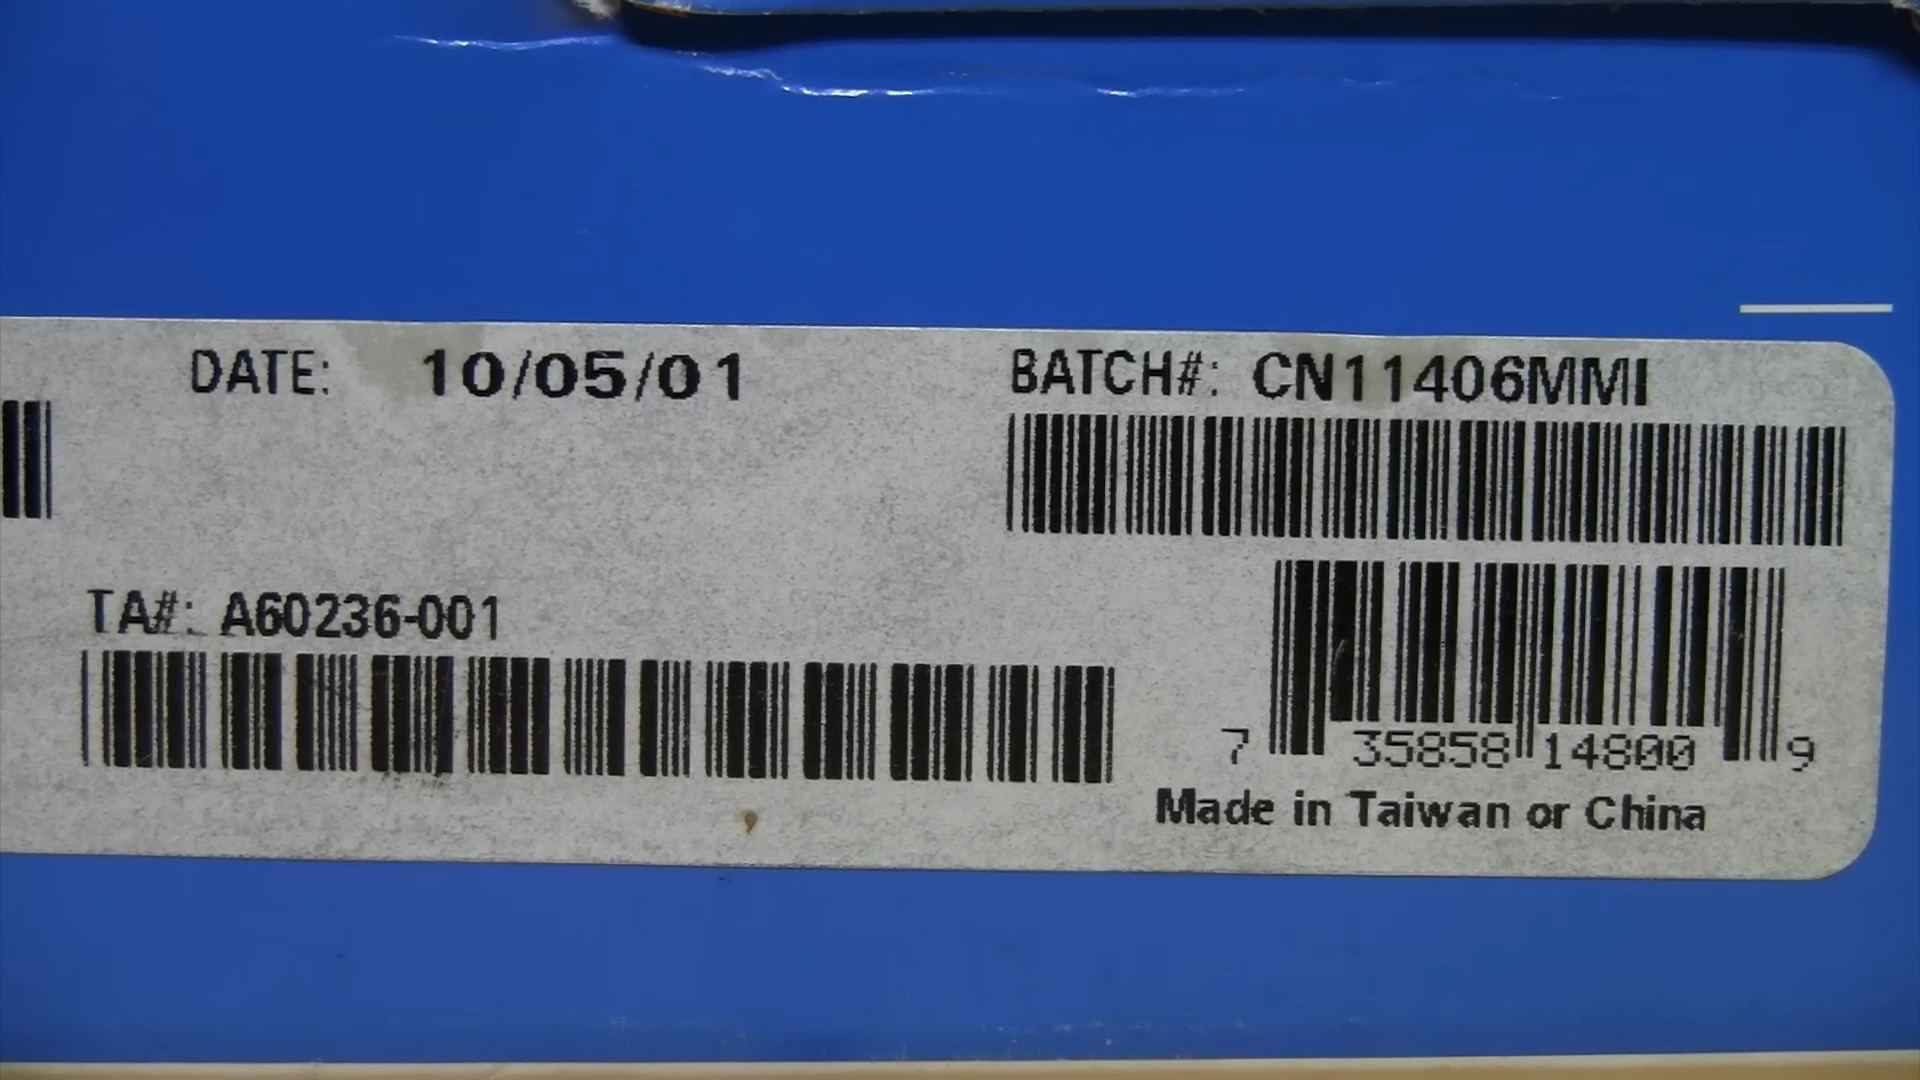 DATE: 10/05/01
BATCH#: CN11406MMI
TA#: A60236-001
7 35858 14800 9
Made in Taiwan or China